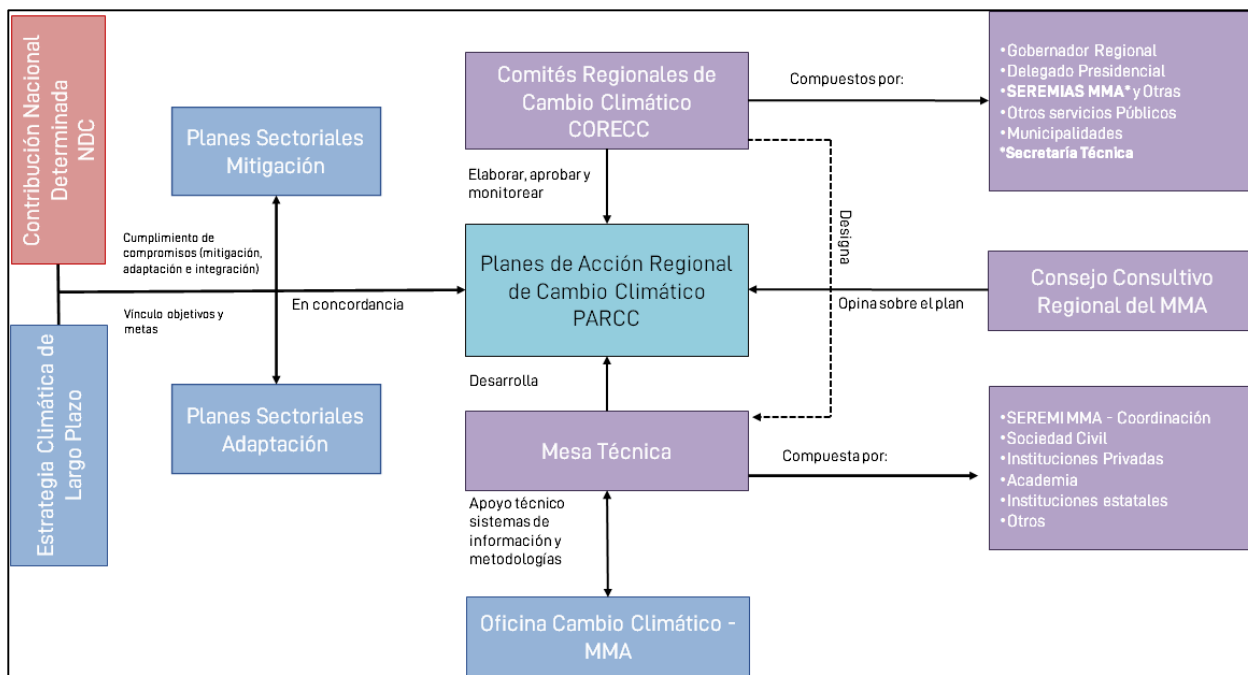 Contribución Nacional
Determinada
NDC
Estrategia Climática de
Largo Plazo
Planes Sectoriales
Mitigación
Cumplimiento de
compromisos (mitigación,
adaptación e integración)
Vínculo objetivos y
metas
En concordancia
Planes Sectoriales
Adaptación
Comités Regionales de
Cambio Climático
CORECC
Elaborar, aprobar y
monitorear
Planes de Acción Regional
de Cambio Climático
PARCC
Desarrolla
Mesa Técnica
Apoyo técnico
sistemas de
información y
metodologías
Oficina Cambio Climático -
MMA
Compuestos por:
•Gobernador Regional
•Delegado Presidencial
•SEREMIAS MMA* y Otras
•Otros servicios Públicos
•Municipalidades
*Secretaría Técnica
Designa
Opina sobre el plan
Consejo Consultivo
Regional del MMA
Compuesta por:
•SEREMI MMA - Coordinación
•Sociedad Civil
•Instituciones Privadas
•Academia
•Instituciones estatales
•Otros